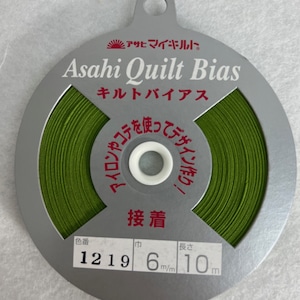 アサヒマイキルト®
Asahi Quilt Bias
キルトバイアス
アイロンやコテを使ってデザイン作り!
接着
色番 巾 長さ
1219 6m/m 10m